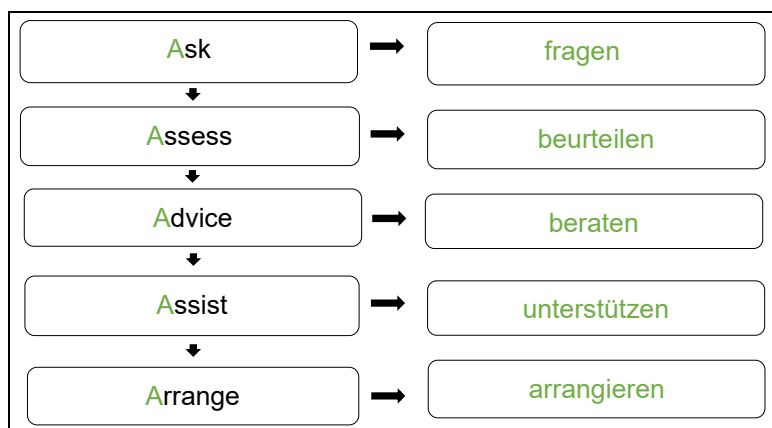 Ask
fragen
Assess
beurteilen
Advice
beraten
Assist
unterstützen
Arrange
arrangieren